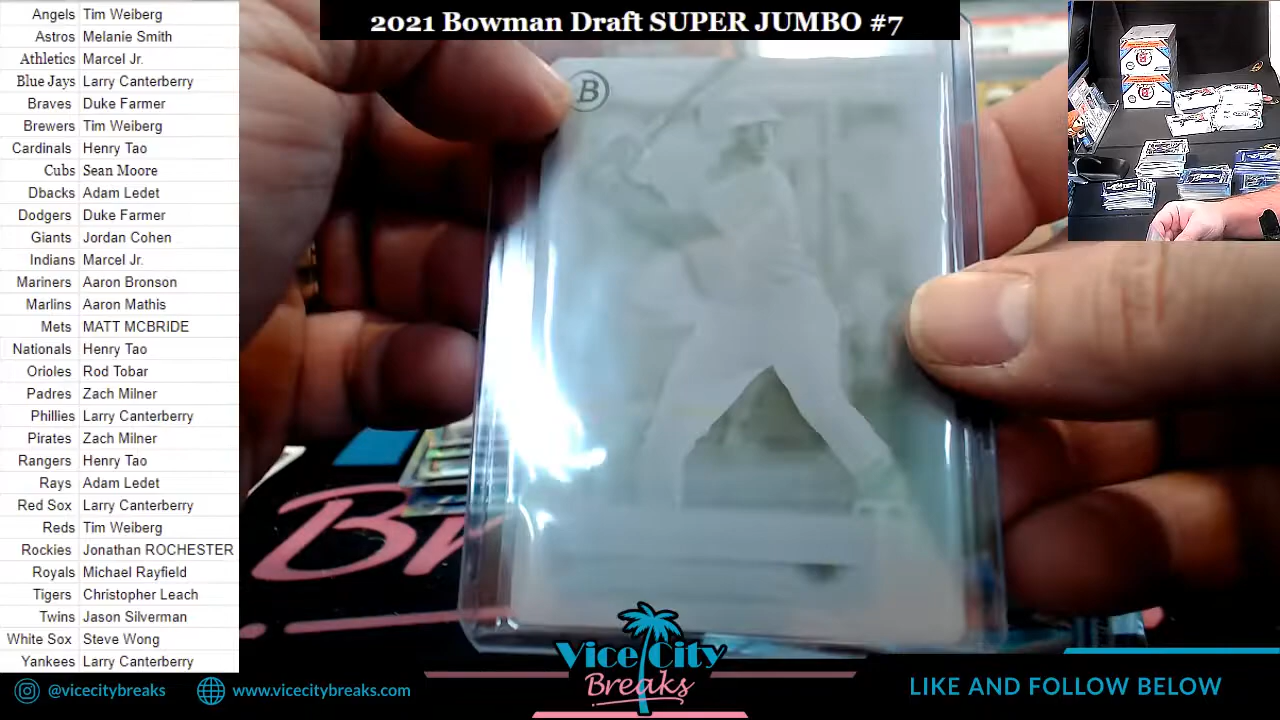 2021 Bowman Draft SUPER JUMBO #7
Angels Tim Weiberg
Astros Melanie Smith
Athletics Marcel Jr.
Blue Jays Larry Canterberry
Braves Duke Farmer
Brewers Tim Weiberg
Cardinals Henry Tao
Cubs Sean Moore
Dbacks Adam Ledet
Dodgers Duke Farmer
Giants Jordan Cohen
Indians Marcel Jr.
Mariners Aaron Bronson
Marlins Aaron Mathis
Mets MATT MCBRIDE
Nationals Henry Tao
Orioles Rod Tobar
Padres Zach Milner
Phillies Larry Canterberry
Pirates Zach Milner
Rangers Henry Tao
Rays Adam Ledet
Red Sox Larry Canterberry
Reds Tim Weiberg
Rockies Jonathan ROCHESTER
Royals Michael Rayfield
Tigers Christopher Leach
Twins Jason Silverman
White Sox Steve Wong
Yankees Larry Canterberry
B
Vice City
Breaks
@vicecitybreaks
www.vicecitybreaks.com
LIKE AND FOLLOW BELOW